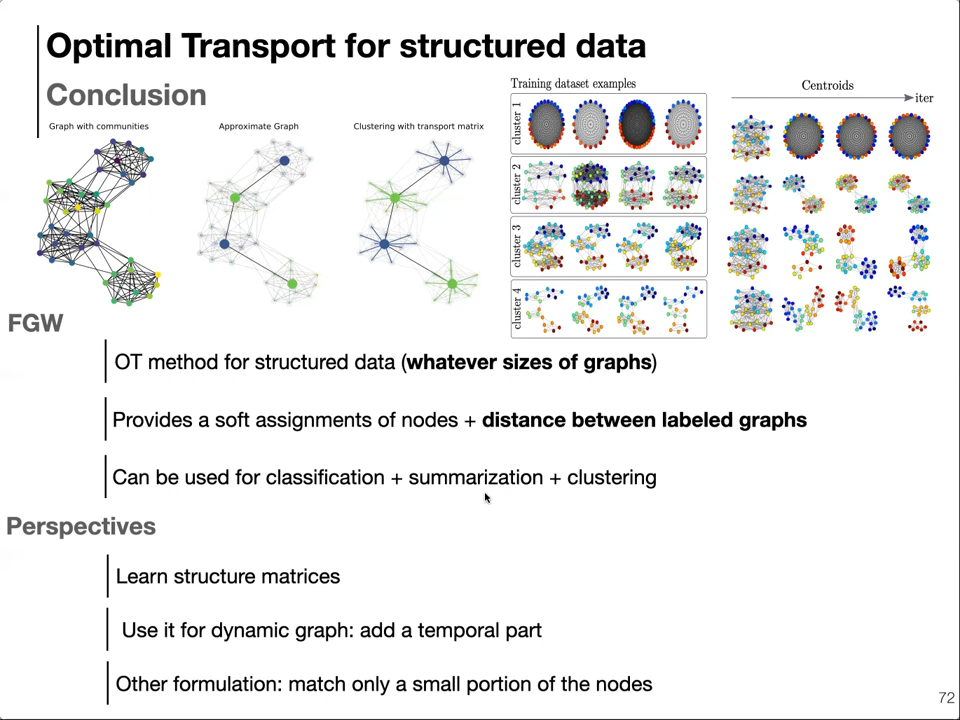 Optimal Transport for structured data
Conclusion
Graph with communities
Approximate Graph
Clustering with transport matrix
Training dataset examples
cluster 1
cluster 2
cluster 3
cluster 4
Centroids
iter
FGW
OT method for structured data (whatever sizes of graphs)
Provides a soft assignments of nodes + distance between labeled graphs
Can be used for classification + summarization + clustering
Perspectives
Learn structure matrices
Use it for dynamic graph: add a temporal part
Other formulation: match only a small portion of the nodes
72